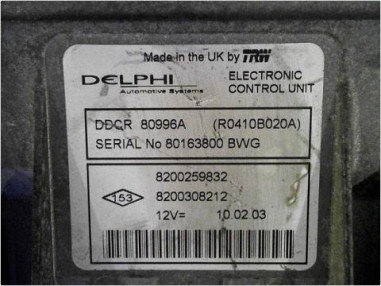 Made in the UK by TRW
DELPHI
Automotive Systems
ELECTRONIC
CONTROL UNIT
DDCR 80996A (R0410B020A)
SERIAL No 80163800 BWG
8200259832
153
8200308212
12V= 10.02.03